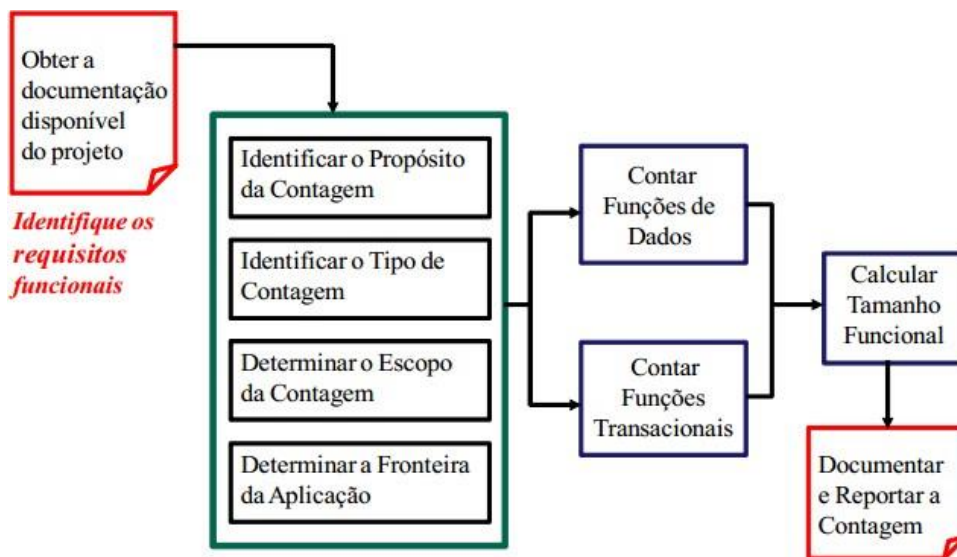 Obter a
documentação
disponível
do projeto
Identifique os
requisitos
funcionais
Identificar o Propósito
da Contagem
Identificar o Tipo de
Contagem
Determinar o Escopo
da Contagem
Determinar a Fronteira
da Aplicação
Contar
Funções de
Dados
Contar
Funções
Transacionais
Calcular
Tamanho
Funcional
Documentar
e Reportar a
Contagem